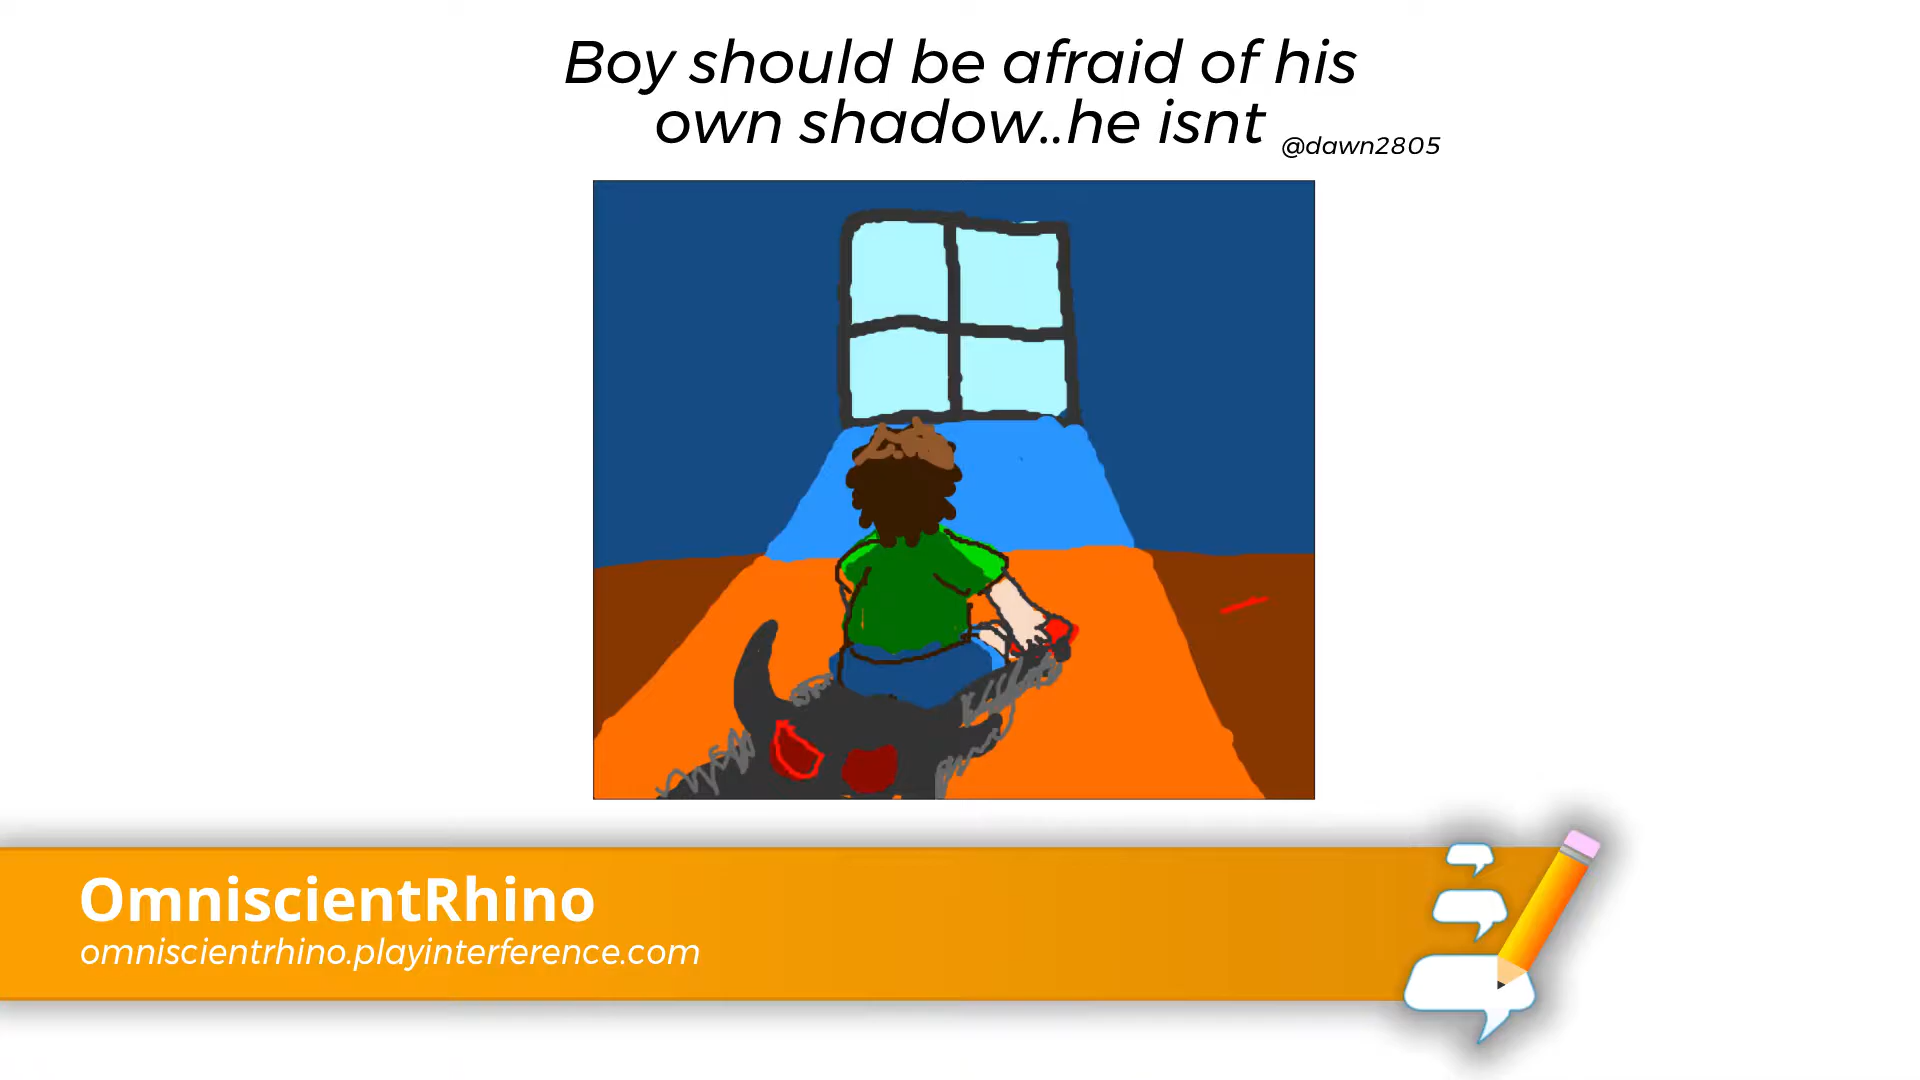 Boy should be afraid of his
own shadow..he isnt @dawn2805
OmniscientRhino
omniscientrhino.playinterference.com